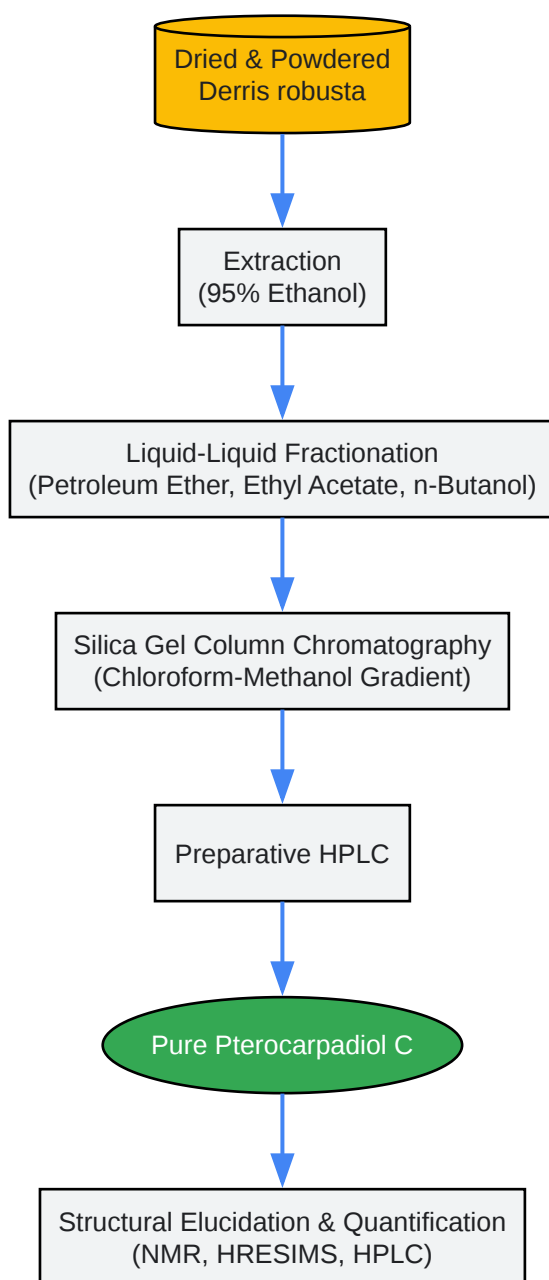 Dried & Powdered
Derris robusta
Extraction
(95% Ethanol)
Liquid-Liquid Fractionation
(Petroleum Ether, Ethyl Acetate, n-Butanol)
Silica Gel Column Chromatography
(Chloroform-Methanol Gradient)
Preparative HPLC
Pure Pterocarpadiol C
Structural Elucidation & Quantification
(NMR, HRESIMS, HPLC)